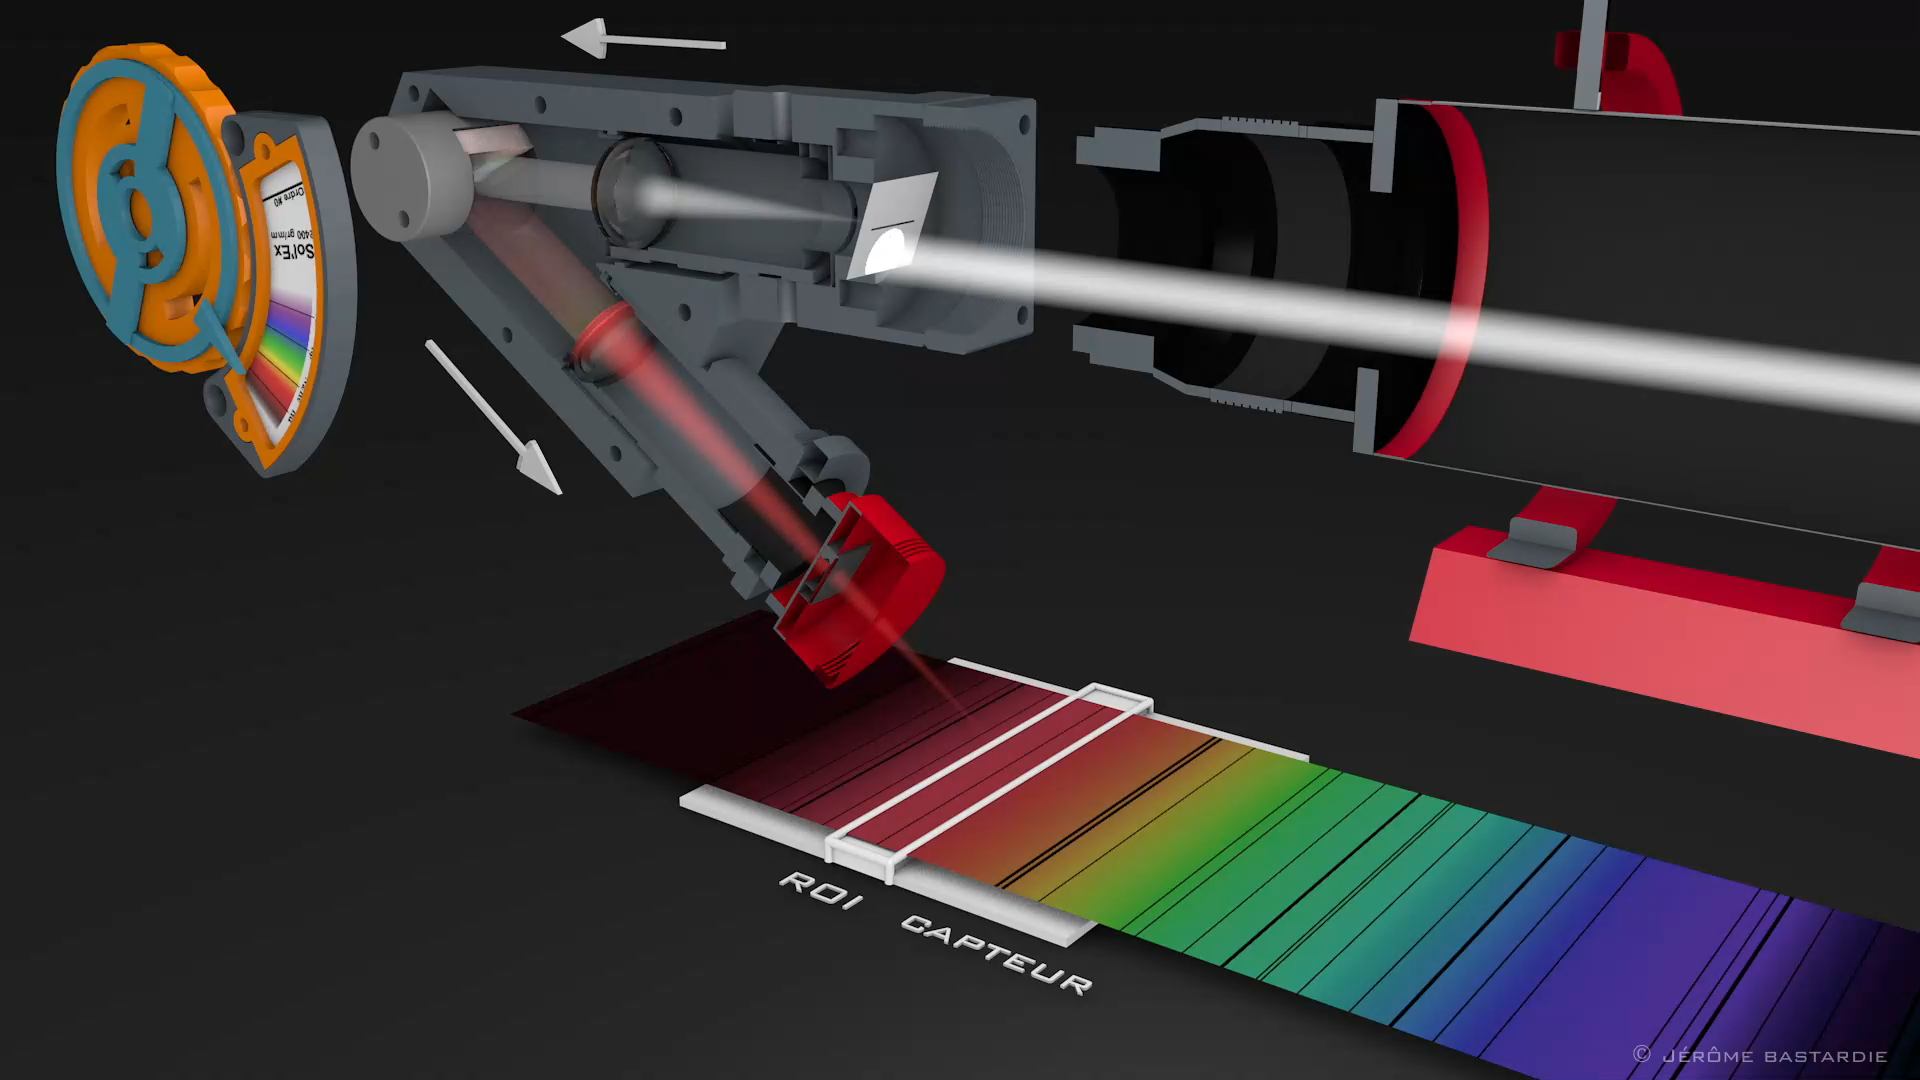 Ordre #0
2400 gr/mm
Sol'Ex
ROI
CAPTEUR
© JÉRÔME BASTARDIE